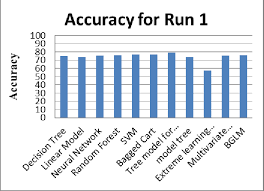 Accuracy for Run 1
100
90
80
70
60
50
40
30
20
10
0
Accuracy
Decision Tree
Linear Model
Neural Network
Random Forest
SVM
Bagged Cart
Tree model for...
model tree
Extreme learning...
Multivariate...
BGLM